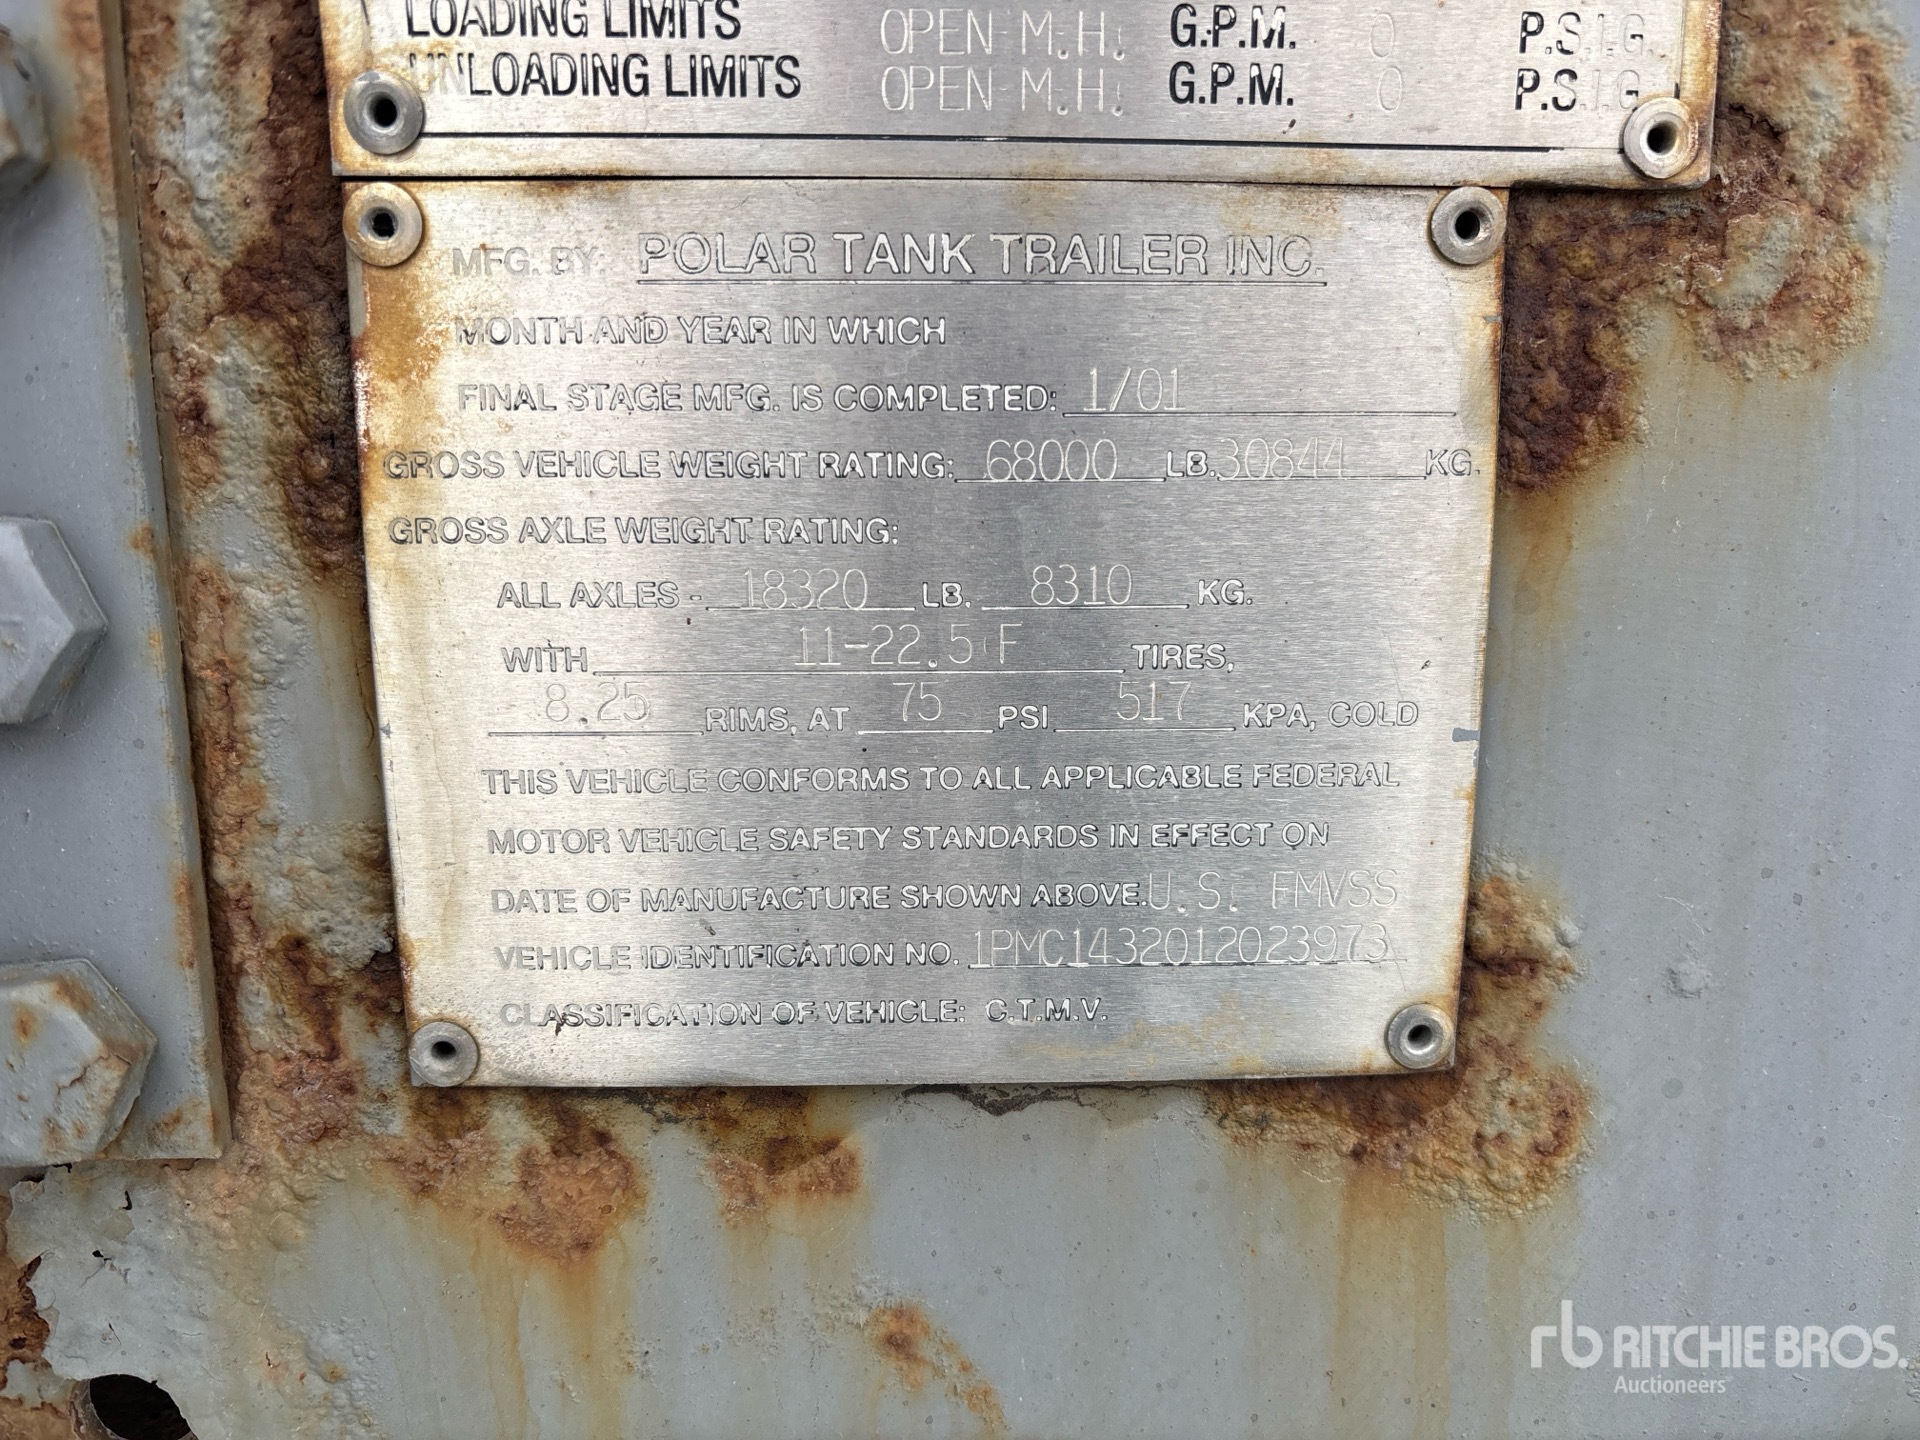 LOADING LIMITS OPEN M.H. G.P.M. 0 P.S.I.G.
UNLOADING LIMITS OPEN M.H. G.P.M. 0 P.S.I.G.
MFG. BY: POLAR TANK TRAILER INC.
MONTH AND YEAR IN WHICH
FINAL STAGE MFG. IS COMPLETED: 1/01
GROSS VEHICLE WEIGHT RATING: 68000 LB. 30844 KG.
GROSS AXLE WEIGHT RATING:
ALL AXLES - 18320 LB. 8310 KG.
WITH 11-22.5 F TIRES,
8.25 RIMS, AT 75 PSI 517 KPA, COLD
THIS VEHICLE CONFORMS TO ALL APPLICABLE FEDERAL
MOTOR VEHICLE SAFETY STANDARDS IN EFFECT ON
DATE OF MANUFACTURE SHOWN ABOVE. U.S. FMVSS
VEHICLE IDENTIFICATION NO. 1PMC1432012023973
CLASSIFICATION OF VEHICLE: C.T.M.V.
rb RITCHIE BROS.
Auctioneers